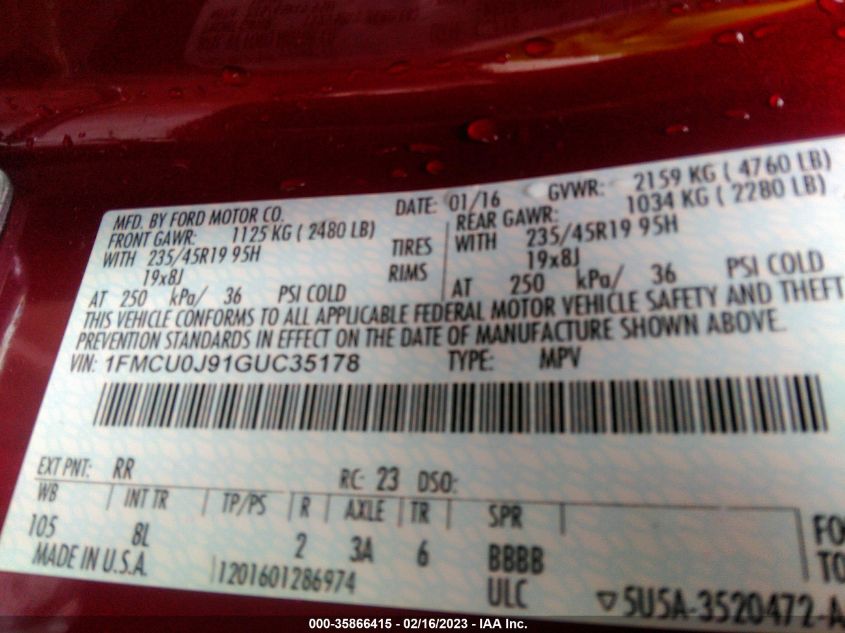 MFD. BY FORD MOTOR CO. DATE: 01/16 GVWR: 2159 KG ( 4760 LB)
FRONT GAWR: 1125 KG ( 2480 LB) REAR GAWR: 1034 KG ( 2280 LB)
WITH 235/45R19 95H TIRES WITH 235/45R19 95H
19x8J RIMS 19x8J
AT 250 kPa/ 36 PSI COLD AT 250 kPa/ 36 PSI COLD
THIS VEHICLE CONFORMS TO ALL APPLICABLE FEDERAL MOTOR VEHICLE SAFETY AND THEFT
PREVENTION STANDARDS IN EFFECT ON THE DATE OF MANUFACTURE SHOWN ABOVE.
VIN: 1FMCU0J91GUC35178 TYPE: MPV
EXT PNT: RR RC: 23 DSO:
WB INT TR TP/PS R AXLE TR SPR
105 8L 2 3A 6 BBBB FO
MADE IN U.S.A. 1201601286974 ULC TO
▽5U5A-3520472-A
000-35866415 - 02/16/2023 - IAA Inc.